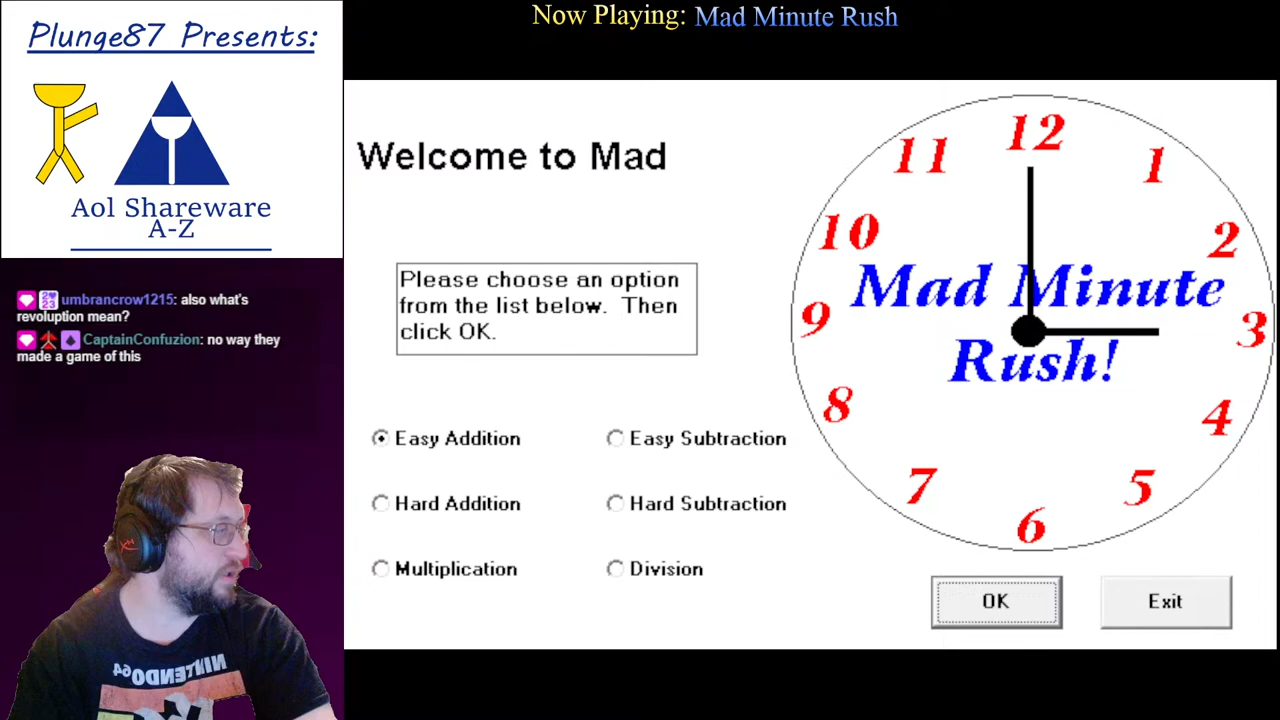 Now Playing: Mad Minute Rush
Plunge87 Presents:
Aol Shareware
A-Z
umbrancrow1215: also what's
revoluption mean?
CaptainConfuzion: no way they
made a game of this
NINTENDO64
Welcome to Mad
Please choose an option
from the list below. Then
click OK.
Easy Addition
Easy Subtraction
Hard Addition
Hard Subtraction
Multiplication
Division
12
11
1
10
2
Mad Minute
9
3
Rush!
8
4
7
5
6
OK
Exit